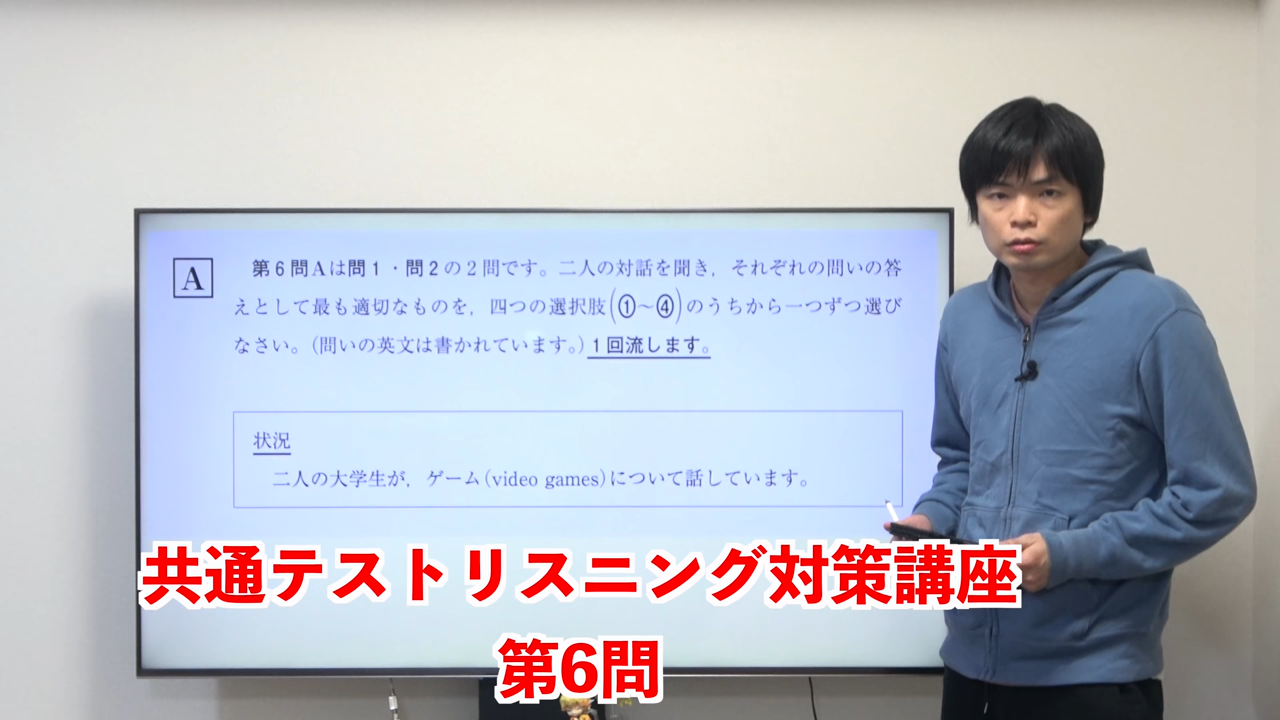 A
第6問Aは問1・問2の2問です。二人の対話を聞き，それぞれの問いの答
えとして最も適切なものを，四つの選択肢(①～④)のうちから一つずつ選び
なさい。(問いの英文は書かれています。)1回流します。
状況
二人の大学生が，ゲーム(video games)について話しています。
共通テストリスニング対策講座
第6問